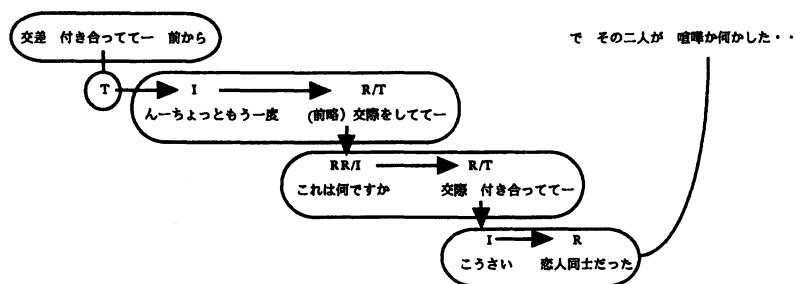 交差 付き合っててー 前から
で その二人が 喧嘩か何かした・・
T I R/T
んーちょっともう一度 (前略)交際をしててー
RR/I R/T
これは何ですか 交際 付き合っててー
I R
こうさい 恋人同士だった